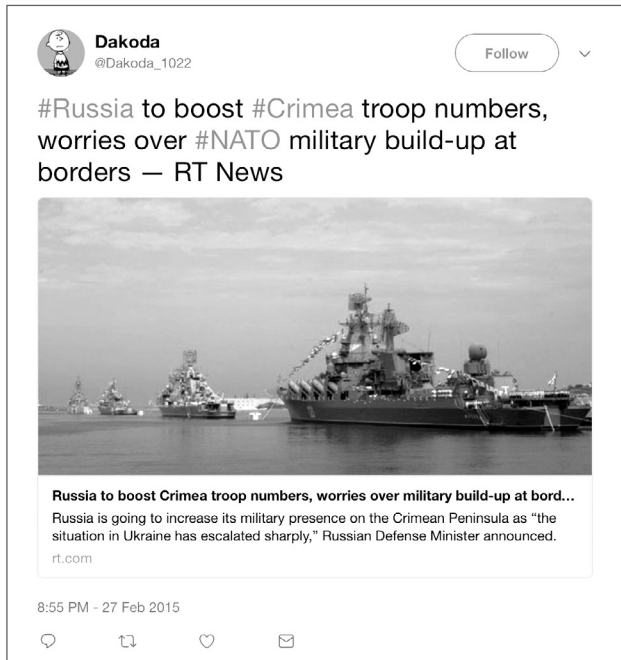 Dakoda
@Dakoda_1022
Follow
#Russia to boost #Crimea troop numbers,
worries over #NATO military build-up at
borders — RT News
Russia to boost Crimea troop numbers, worries over military build-up at bord...
Russia is going to increase its military presence on the Crimean Peninsula as “the
situation in Ukraine has escalated sharply,” Russian Defense Minister announced.
rt.com
8:55 PM - 27 Feb 2015